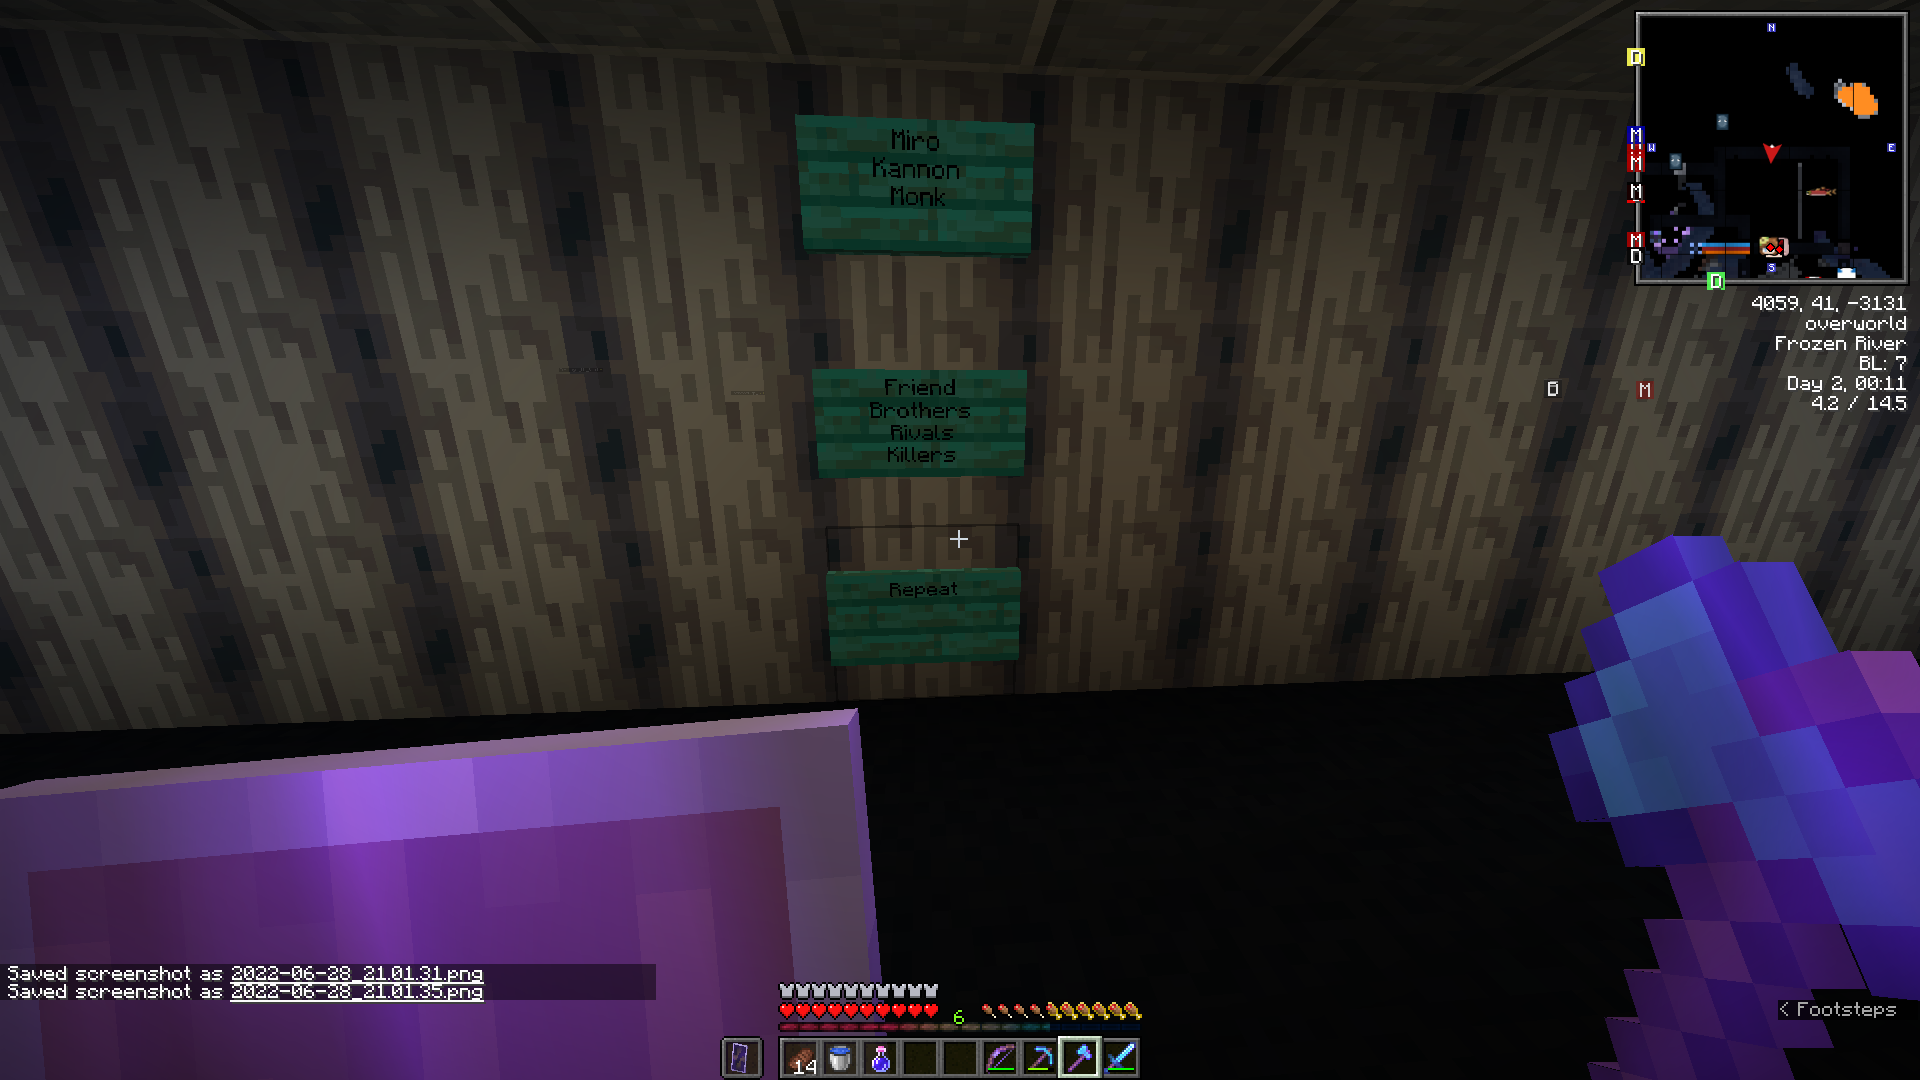 Miro
Kannon
Monk
Friend
Brothers
Rivals
Killers
Repeat
N
W
E
S
D
M
M
M
M
D
D
4059, 41, -3131
overworld
Frozen River
BL: 7
Day 2, 00:11
4.2 / 14.5
D
M
Saved screenshot as 2022-06-28_21.01.31.png
Saved screenshot as 2022-06-28_21.01.35.png
6
< Footsteps
14